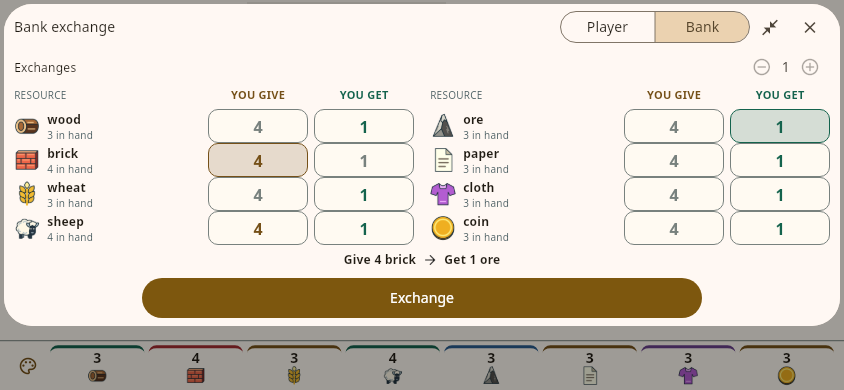 Bank exchange
Player
Bank
Exchanges
1
RESOURCE YOU GIVE YOU GET RESOURCE YOU GIVE YOU GET
wood
3 in hand
4
1
ore
3 in hand
4
1
brick
4 in hand
4
1
paper
3 in hand
4
1
wheat
3 in hand
4
1
cloth
3 in hand
4
1
sheep
4 in hand
4
1
coin
3 in hand
4
1
Give 4 brick → Get 1 ore
Exchange
3 4 3 4 3 3 3 3